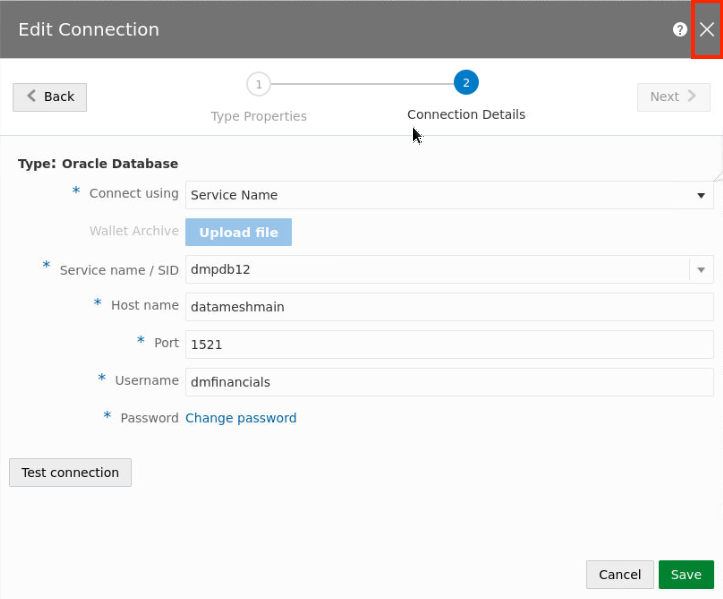 Edit Connection ?
Back 1 2 Next
Type Properties Connection Details
Type: Oracle Database
* Connect using Service Name
Wallet Archive Upload file
* Service name / SID dmpdb12
* Host name datameshmain
* Port 1521
* Username dmfinancials
* Password Change password
Test connection
Cancel Save